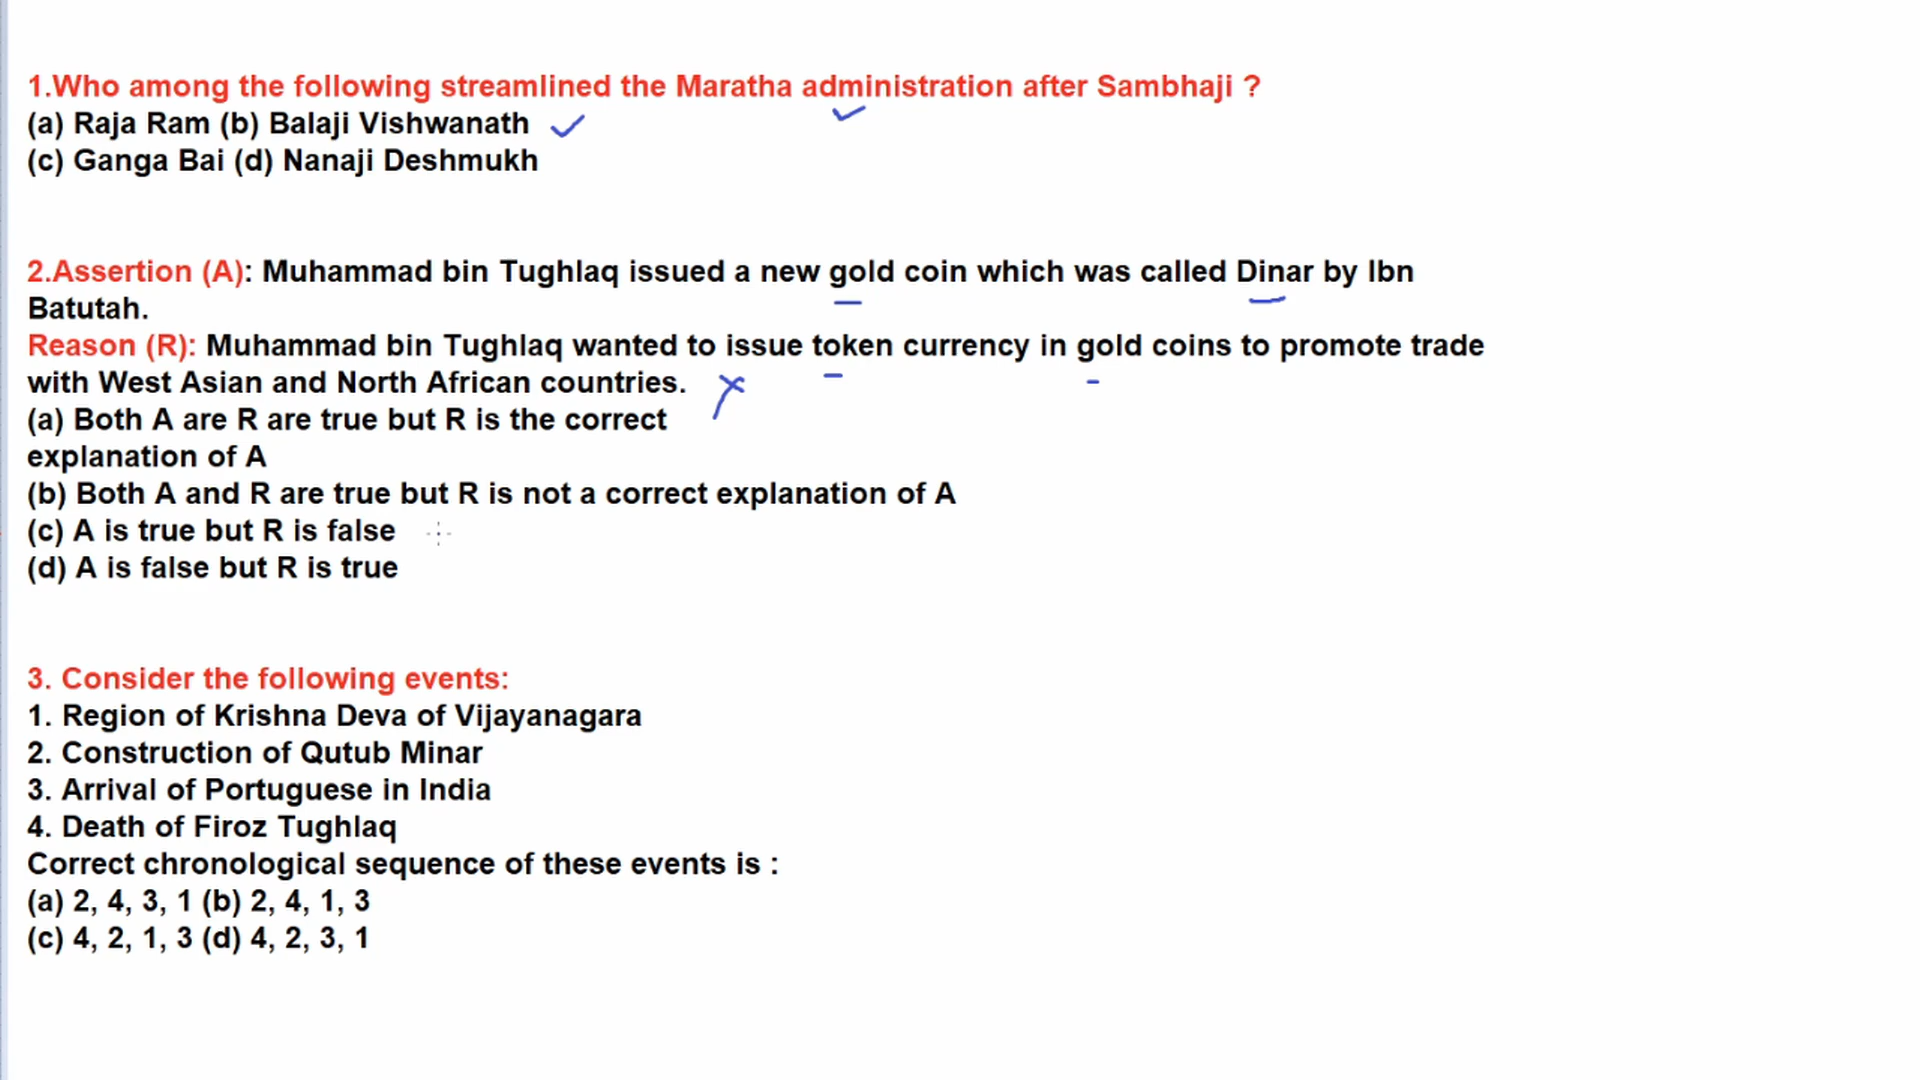 1.Who among the following streamlined the Maratha administration after Sambhaji ?
(a) Raja Ram (b) Balaji Vishwanath
(c) Ganga Bai (d) Nanaji Deshmukh
2.Assertion (A): Muhammad bin Tughlaq issued a new gold coin which was called Dinar by Ibn
Batutah.
Reason (R): Muhammad bin Tughlaq wanted to issue token currency in gold coins to promote trade
with West Asian and North African countries.
(a) Both A are R are true but R is the correct
explanation of A
(b) Both A and R are true but R is not a correct explanation of A
(c) A is true but R is false
(d) A is false but R is true
3. Consider the following events:
1. Region of Krishna Deva of Vijayanagara
2. Construction of Qutub Minar
3. Arrival of Portuguese in India
4. Death of Firoz Tughlaq
Correct chronological sequence of these events is :
(a) 2, 4, 3, 1 (b) 2, 4, 1, 3
(c) 4, 2, 1, 3 (d) 4, 2, 3, 1